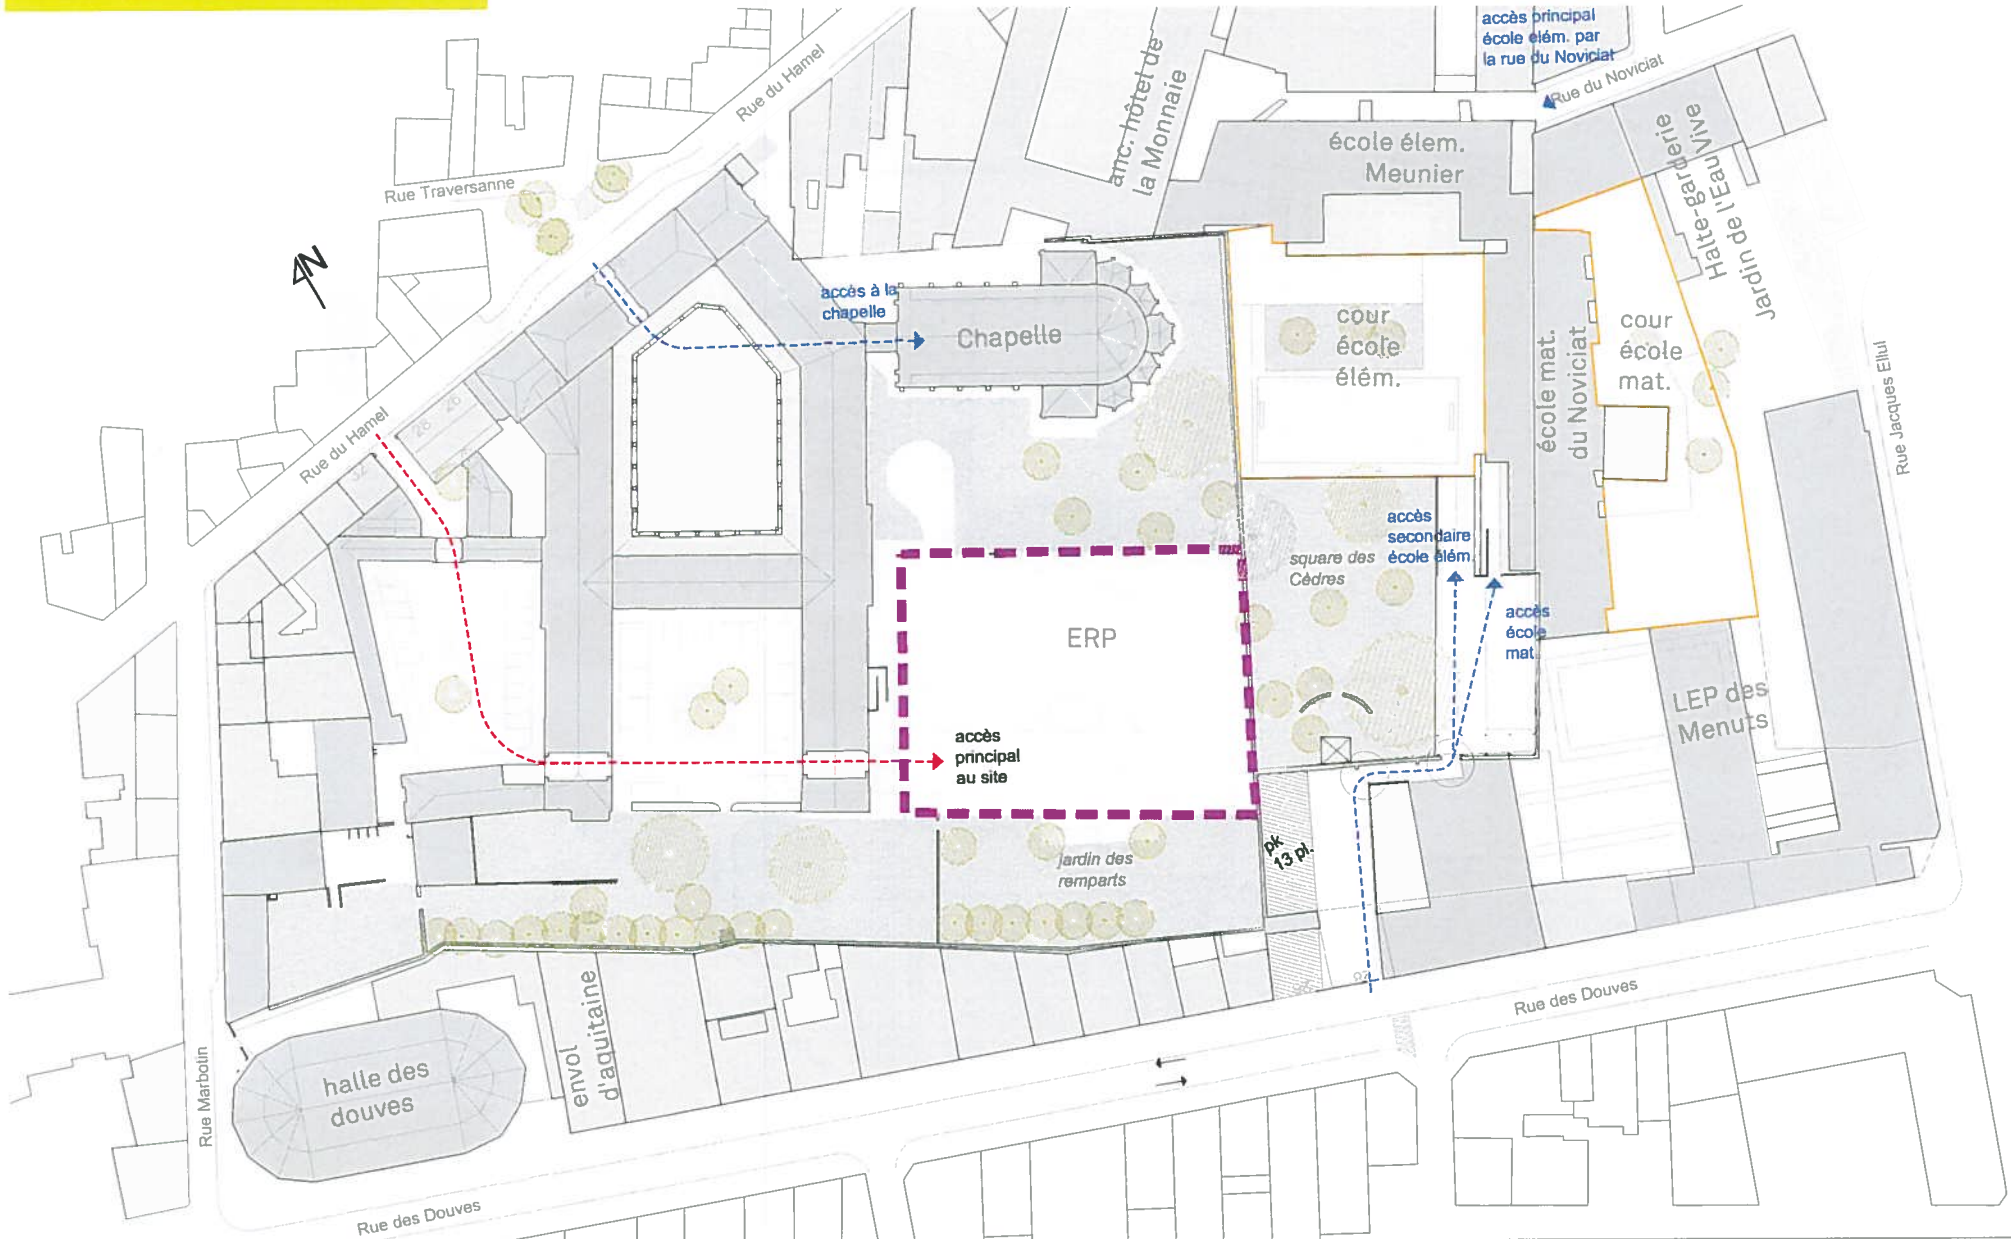 accès principal
école elém. par
la rue du Noviciat
Rue du Noviciat
Rue du Hamel
anc. hôtel de
la Monnaie
école élem.
Meunier
Halte-garderie
Jardin de l'Eau Vive
Rue Traversanne
N
accès à la
chapelle
Chapelle
cour
école
élém.
école mat.
du Noviciat
cour
école
mat.
Rue Jacques Ellul
26
28
Rue du Hamel
32
accès
secondaire
école élém.
square des
Cèdres
accès
école
mat.
ERP
LEP des
Menuts
accès
principal
au site
pk
13 pl.
jardin des
remparts
envol
d'aquitaine
Rue des Douves
halle des
douves
Rue Marbotin
Rue des Douves